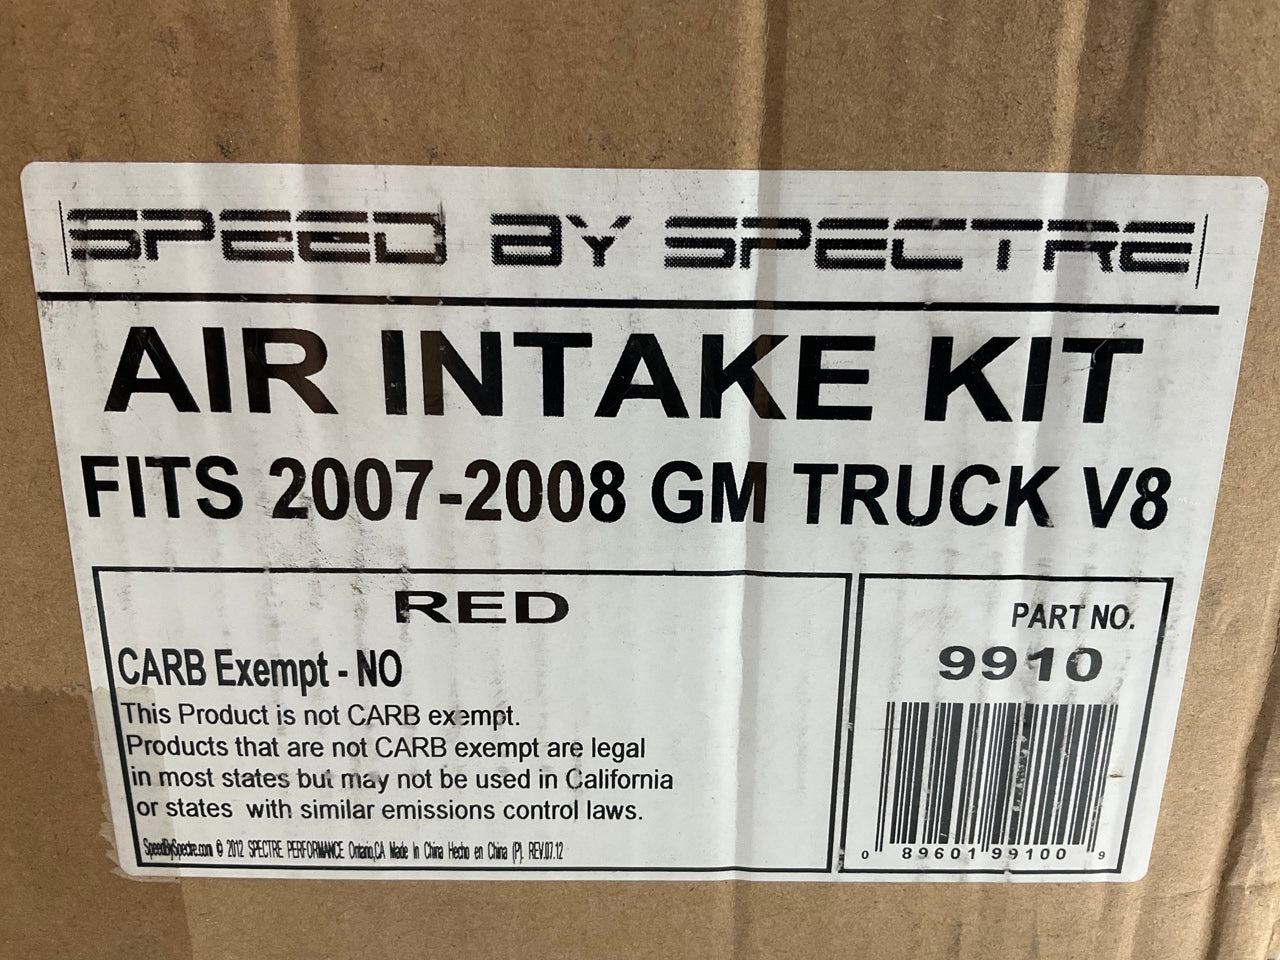 SPEED BY SPECTRE
AIR INTAKE KIT
FITS 2007-2008 GM TRUCK V8
RED
CARB Exempt - NO
This Product is not CARB exempt.
Products that are not CARB exempt are legal
in most states but may not be used in California
or states with similar emissions control laws.
SpeedBySpectre.com © 2012 SPECTRE PERFORMANCE Ontario,CA Made In China Hecho en China (P). REV.07.12
PART NO.
9910
0 89601 99100 9